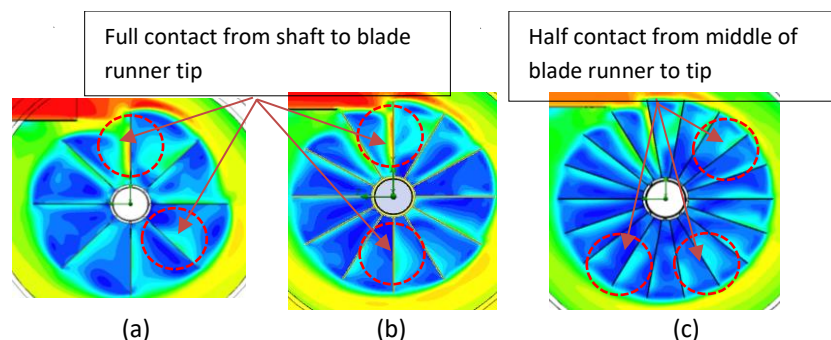 Full contact from shaft to blade
runner tip
Half contact from middle of
blade runner to tip
(a)
(b)
(c)